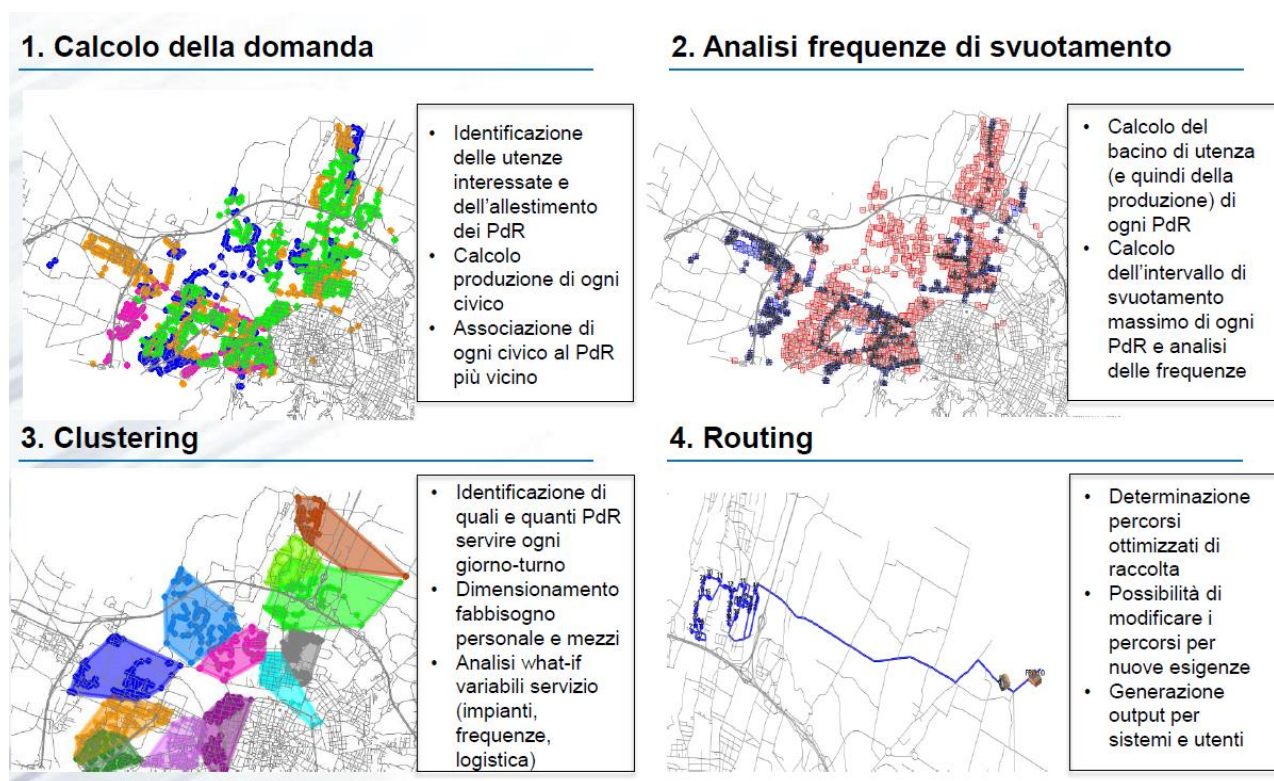 1. Calcolo della domanda
• Identificazione
delle utenze
interessate e
dell'allestimento
dei PdR
• Calcolo
produzione di ogni
civico
• Associazione di
ogni civico al PdR
più vicino
2. Analisi frequenze di svuotamento
• Calcolo del
bacino di utenza
(e quindi della
produzione) di
ogni PdR
• Calcolo
dell'intervallo di
svuotamento
massimo di ogni
PdR e analisi
delle frequenze
3. Clustering
• Identificazione di
quali e quanti PdR
servire ogni
giorno-turno
• Dimensionamento
fabbisogno
personale e mezzi
• Analisi what-if
variabili servizio
(impianti,
frequenze,
logistica)
4. Routing
• Determinazione
percorsi
ottimizzati di
raccolta
• Possibilità di
modificare i
percorsi per
nuove esigenze
• Generazione
output per
sistemi e utenti